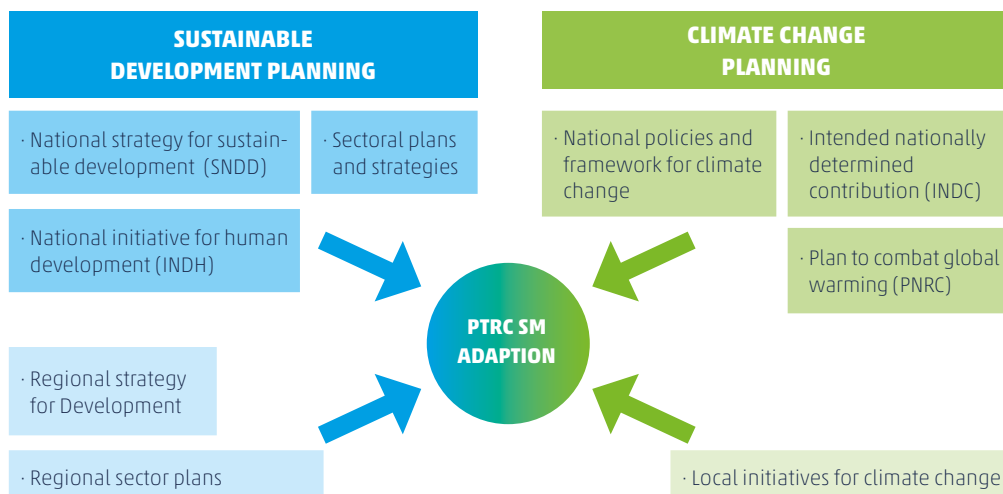 SUSTAINABLE
DEVELOPMENT PLANNING
· National strategy for sustain-
able development (SNDD)
· Sectoral plans
and strategies
· National initiative for human
development (INDH)
· Regional strategy
for Development
· Regional sector plans
PTRC SM
ADAPTION
CLIMATE CHANGE
PLANNING
· National policies and
framework for climate
change
· Intended nationally
determined
contribution (INDC)
· Plan to combat global
warming (PNRC)
· Local initiatives for climate change